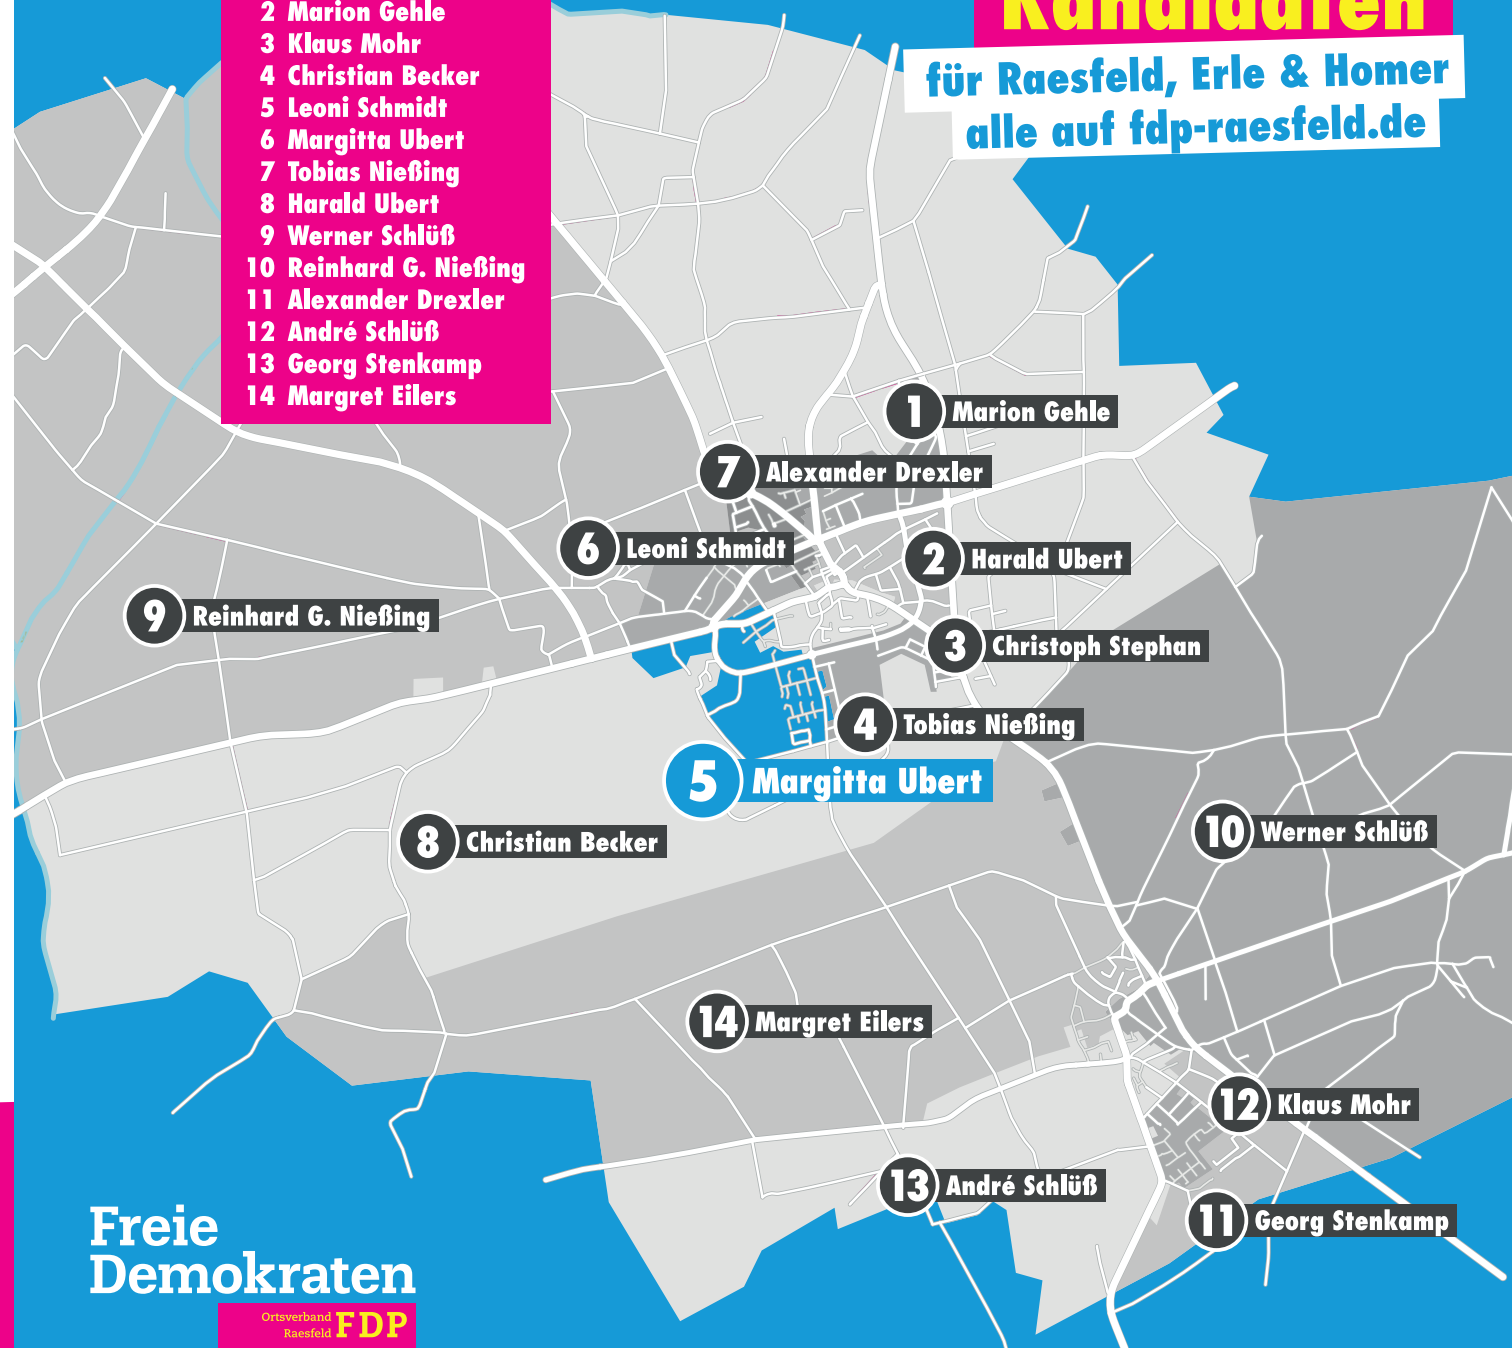 2 Marion Gehle
3 Klaus Mohr
4 Christian Becker
5 Leoni Schmidt
6 Margitta Ubert
7 Tobias Nießing
8 Harald Ubert
9 Werner Schlüß
10 Reinhard G. Nießing
11 Alexander Drexler
12 André Schlüß
13 Georg Stenkamp
14 Margret Eilers
Kandidaten
für Raesfeld, Erle & Homer
alle auf fdp-raesfeld.de
1 Marion Gehle
7 Alexander Drexler
6 Leoni Schmidt
2 Harald Ubert
9 Reinhard G. Nießing
3 Christoph Stephan
4 Tobias Nießing
5 Margitta Ubert
8 Christian Becker
10 Werner Schlüß
14 Margret Eilers
12 Klaus Mohr
13 André Schlüß
11 Georg Stenkamp
Freie
Demokraten
Ortsverband
Raesfeld FDP